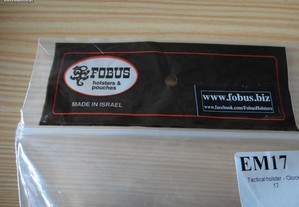 FOBUS
holsters &
pouches
MADE IN ISRAEL
www.fobus.biz
www.facebook.com/FobusHolsters
EM17
Tactical holster - Glock
17